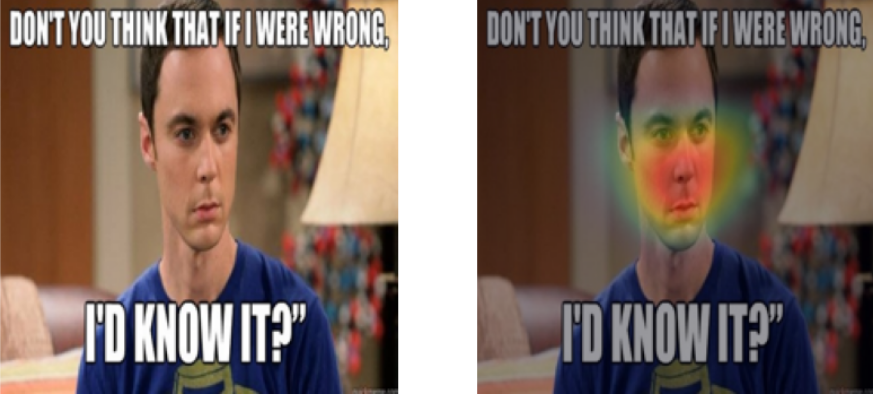 DON'T YOU THINK THAT IF I WERE WRONG,
I'D KNOW IT?”
DON'T YOU THINK THAT IF I WERE WRONG,
I'D KNOW IT?”